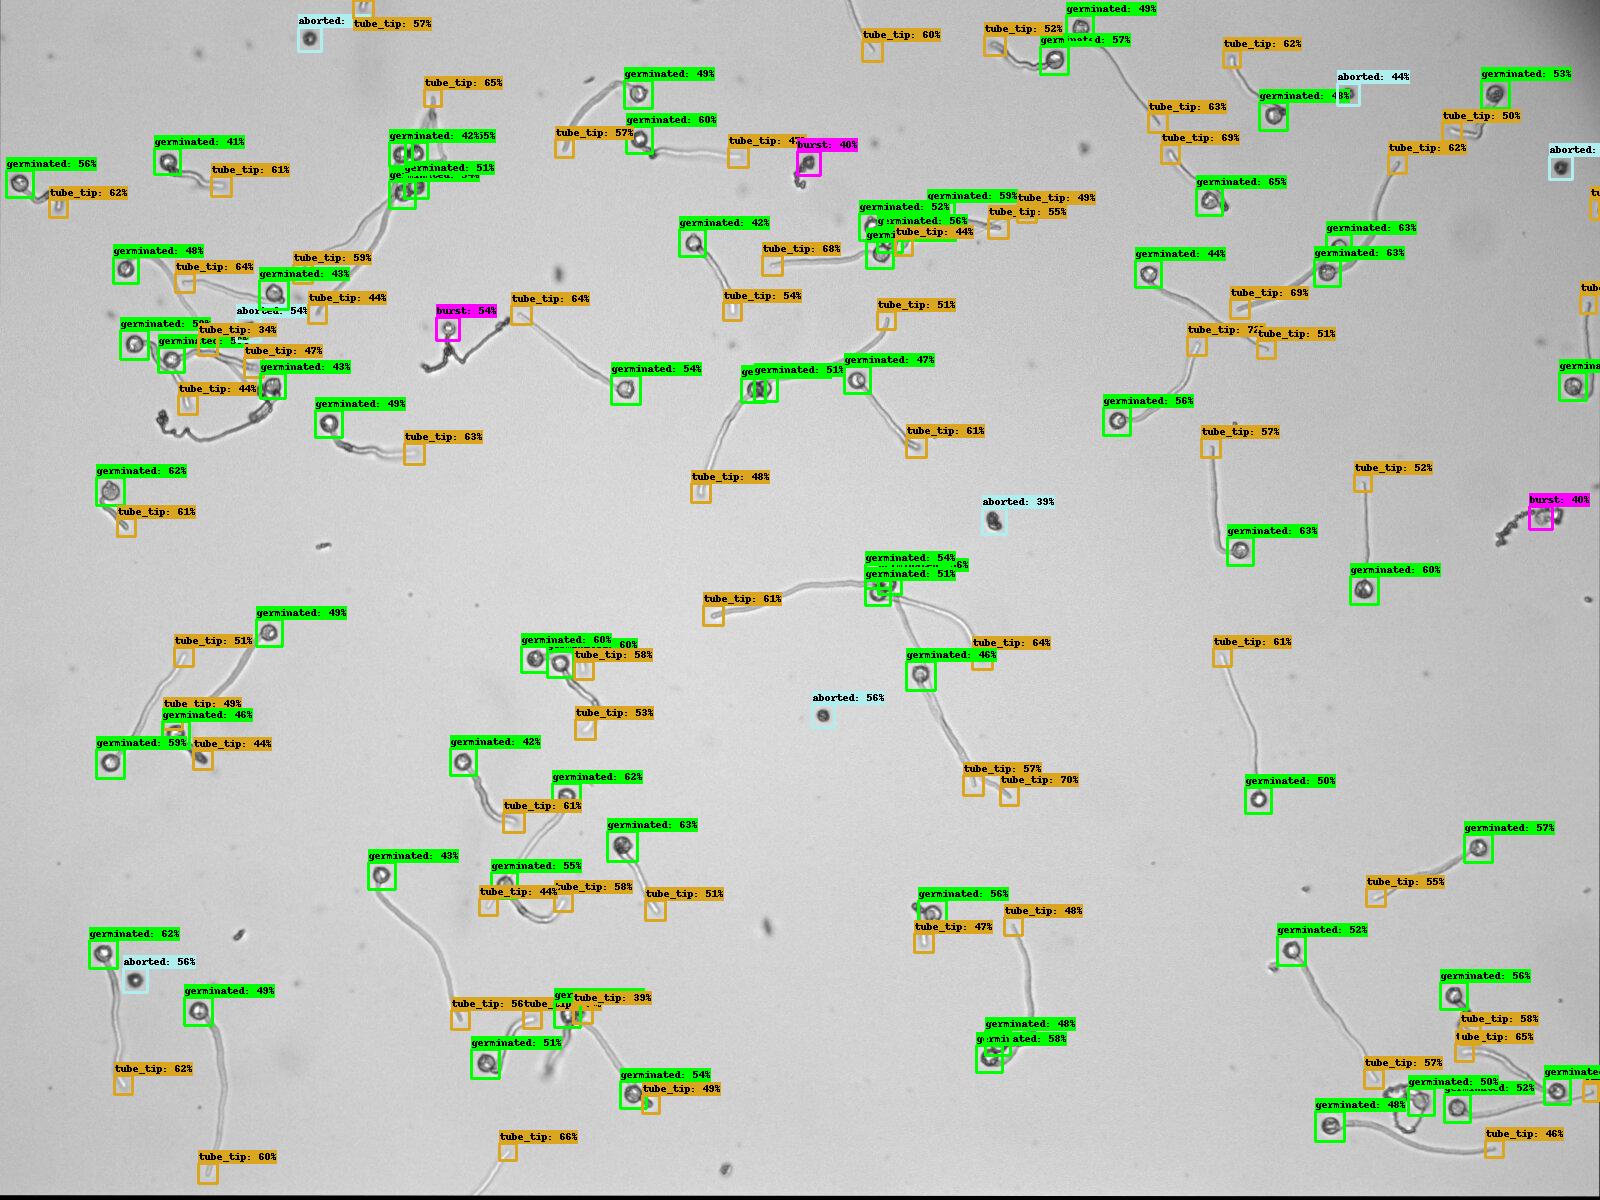 aborted:
tube_tip: 57%
germinated: 49%
tube_tip: 60%
tube_tip: 52%
germinated: 57%
tube_tip: 62%
aborted: 44%
germinated: 53%
tube_tip: 65%
germinated: 49%
germinated: 48%
tube_tip: 63%
tube_tip: 50%
germinated: 60%
tube_tip: 57%
germinated: 41%
burst: 40%
tube_tip: 69%
tube_tip: 62%
aborted:
germinated: 56%
tube_tip: 61%
germinated: 51%
tube_tip: 62%
germinated: 65%
germinated: 59%
tube_tip: 49%
germinated: 52%
tube_tip: 55%
germinated: 56%
germinated: 42%
tube_tip: 44%
germinated: 63%
germinated: 48%
tube_tip: 68%
germinated: 44%
germinated: 63%
tube_tip: 59%
tube_tip: 64%
germinated: 43%
tube_tip: 44%
tube_tip: 54%
tube_tip: 69%
aborted: 54%
burst: 54%
tube_tip: 64%
tube_tip: 51%
tube_tip: 34%
tube_tip: 51%
tube_tip: 47%
germinated: 43%
germinated: 54%
germinated: 51%
germinated: 47%
tube_tip: 44%
germinated: 49%
germinated: 56%
tube_tip: 63%
tube_tip: 61%
tube_tip: 57%
germinated: 62%
tube_tip: 48%
tube_tip: 52%
tube_tip: 61%
aborted: 39%
burst: 40%
germinated: 63%
germinated: 54%
germinated: 51%
germinated: 60%
tube_tip: 61%
germinated: 49%
tube_tip: 51%
germinated: 60%
tube_tip: 58%
tube_tip: 64%
germinated: 46%
tube_tip: 61%
tube_tip: 49%
germinated: 46%
aborted: 56%
tube_tip: 53%
germinated: 59%
tube_tip: 44%
germinated: 42%
tube_tip: 57%
tube_tip: 70%
germinated: 62%
germinated: 50%
tube_tip: 61%
germinated: 63%
germinated: 57%
germinated: 43%
germinated: 55%
tube_tip: 44%
tube_tip: 58%
tube_tip: 51%
germinated: 56%
tube_tip: 55%
tube_tip: 48%
tube_tip: 47%
germinated: 62%
germinated: 52%
aborted: 56%
germinated: 56%
germinated: 49%
tube_tip: 39%
germinated: 48%
tube_tip: 58%
germinated: 51%
germinated: 58%
tube_tip: 65%
tube_tip: 62%
germinated: 54%
tube_tip: 57%
tube_tip: 49%
germinated: 50%
germinated: 52%
germinated: 48%
tube_tip: 66%
tube_tip: 46%
tube_tip: 60%